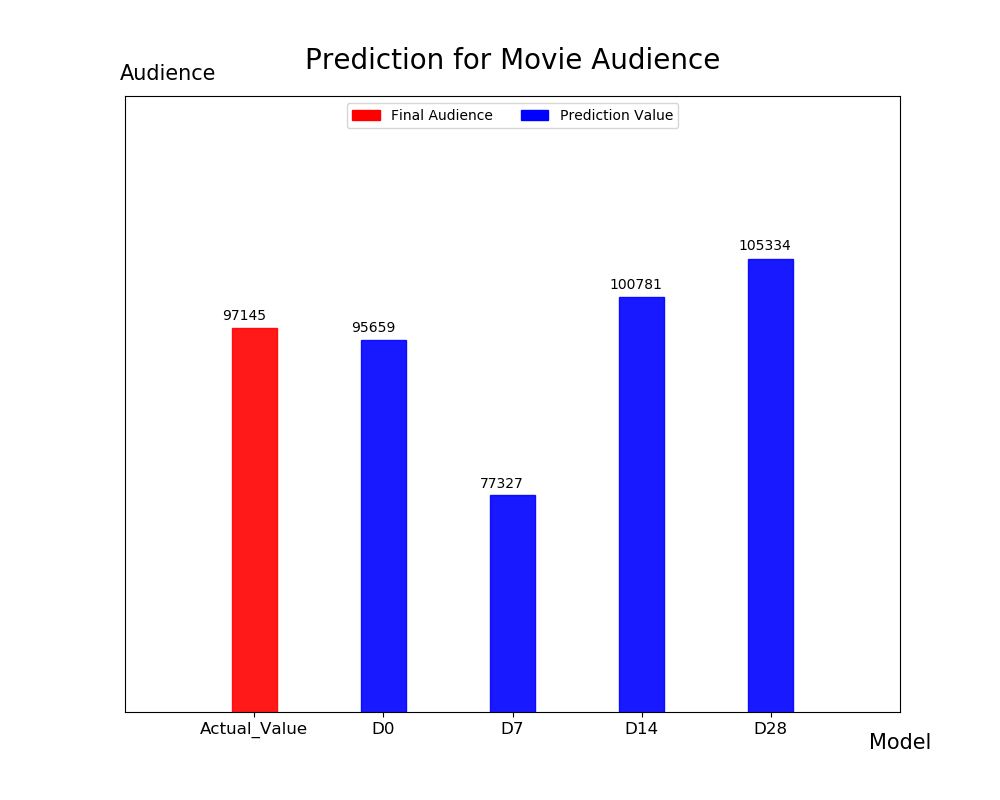 Prediction for Movie Audience
Audience
Final Audience
Prediction Value
97145
95659
77327
100781
105334
Actual_Value
D0
D7
D14
D28
Model